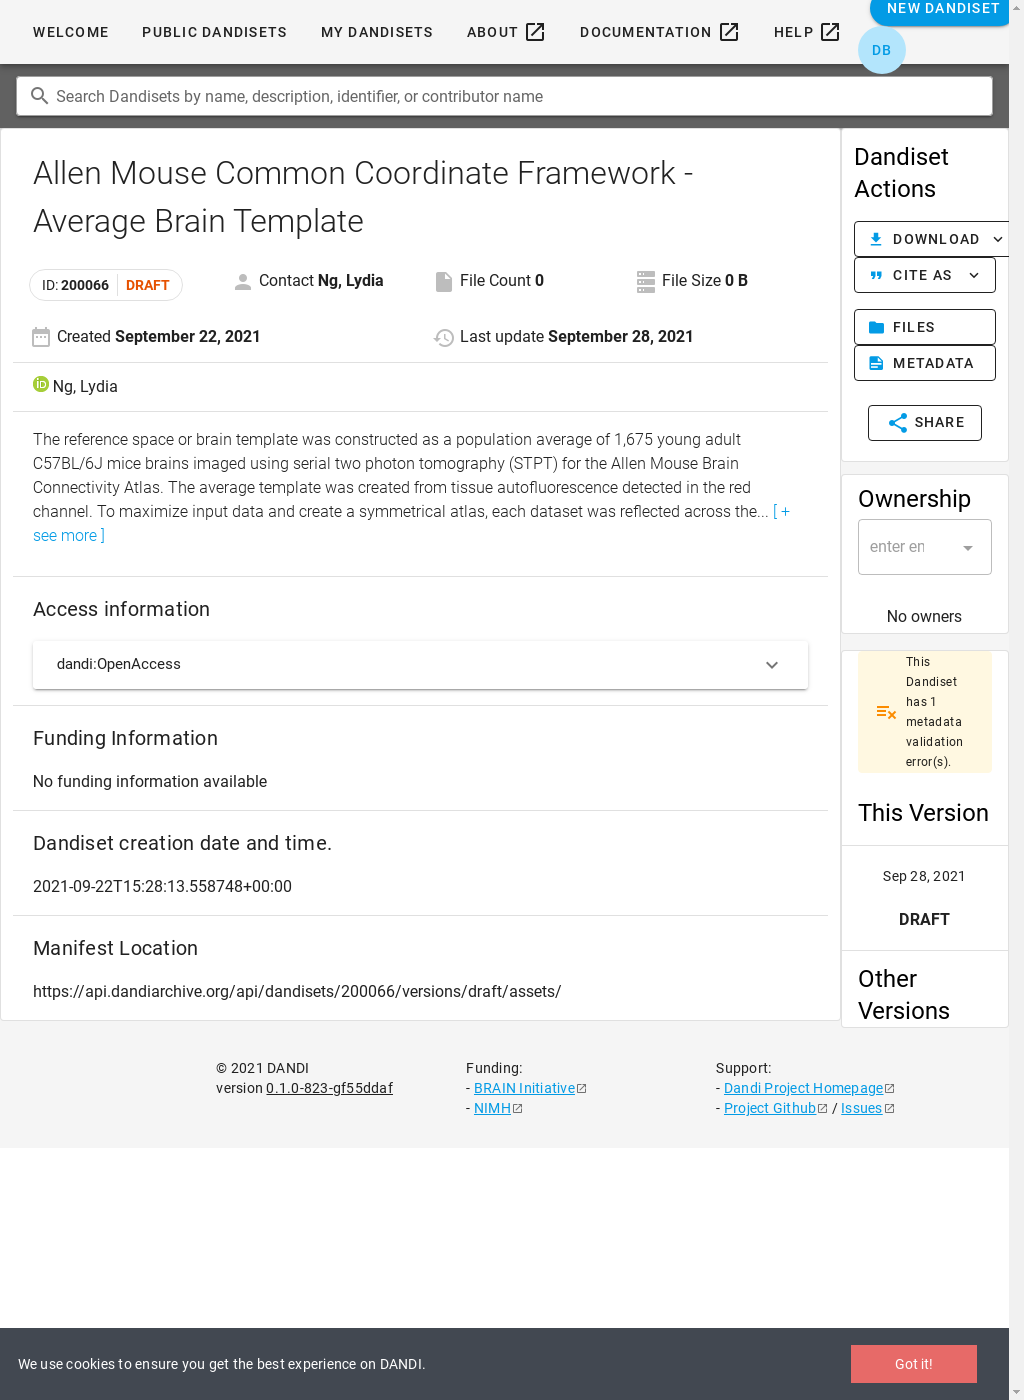 WELCOME
PUBLIC DANDISETS
MY DANDISETS
ABOUT
DOCUMENTATION
HELP
NEW DANDISET
DB
Search Dandisets by name, description, identifier, or contributor name
Allen Mouse Common Coordinate Framework -
Average Brain Template
ID: 200066 DRAFT
Contact Ng, Lydia
File Count 0
File Size 0 B
Created September 22, 2021
Last update September 28, 2021
iD Ng, Lydia
The reference space or brain template was constructed as a population average of 1,675 young adult
C57BL/6J mice brains imaged using serial two photon tomography (STPT) for the Allen Mouse Brain
Connectivity Atlas. The average template was created from tissue autofluorescence detected in the red
channel. To maximize input data and create a symmetrical atlas, each dataset was reflected across the... [ +
see more ]
Access information
dandi:OpenAccess
Funding Information
No funding information available
Dandiset creation date and time.
2021-09-22T15:28:13.558748+00:00
Manifest Location
https://api.dandiarchive.org/api/dandisets/200066/versions/draft/assets/
Dandiset
Actions
DOWNLOAD
CITE AS
FILES
METADATA
SHARE
Ownership
enter en
No owners
This
Dandiset
has 1
metadata
validation
error(s).
This Version
Sep 28, 2021
DRAFT
Other
Versions
© 2021 DANDI
version 0.1.0-823-gf55ddaf
Funding:
- BRAIN Initiative
- NIMH
Support:
- Dandi Project Homepage
- Project Github / Issues
We use cookies to ensure you get the best experience on DANDI.
Got it!